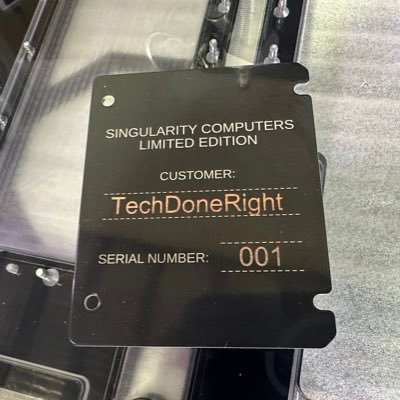 SINGULARITY COMPUTERS
LIMITED EDITION
CUSTOMER:
TechDoneRight
SERIAL NUMBER: 001